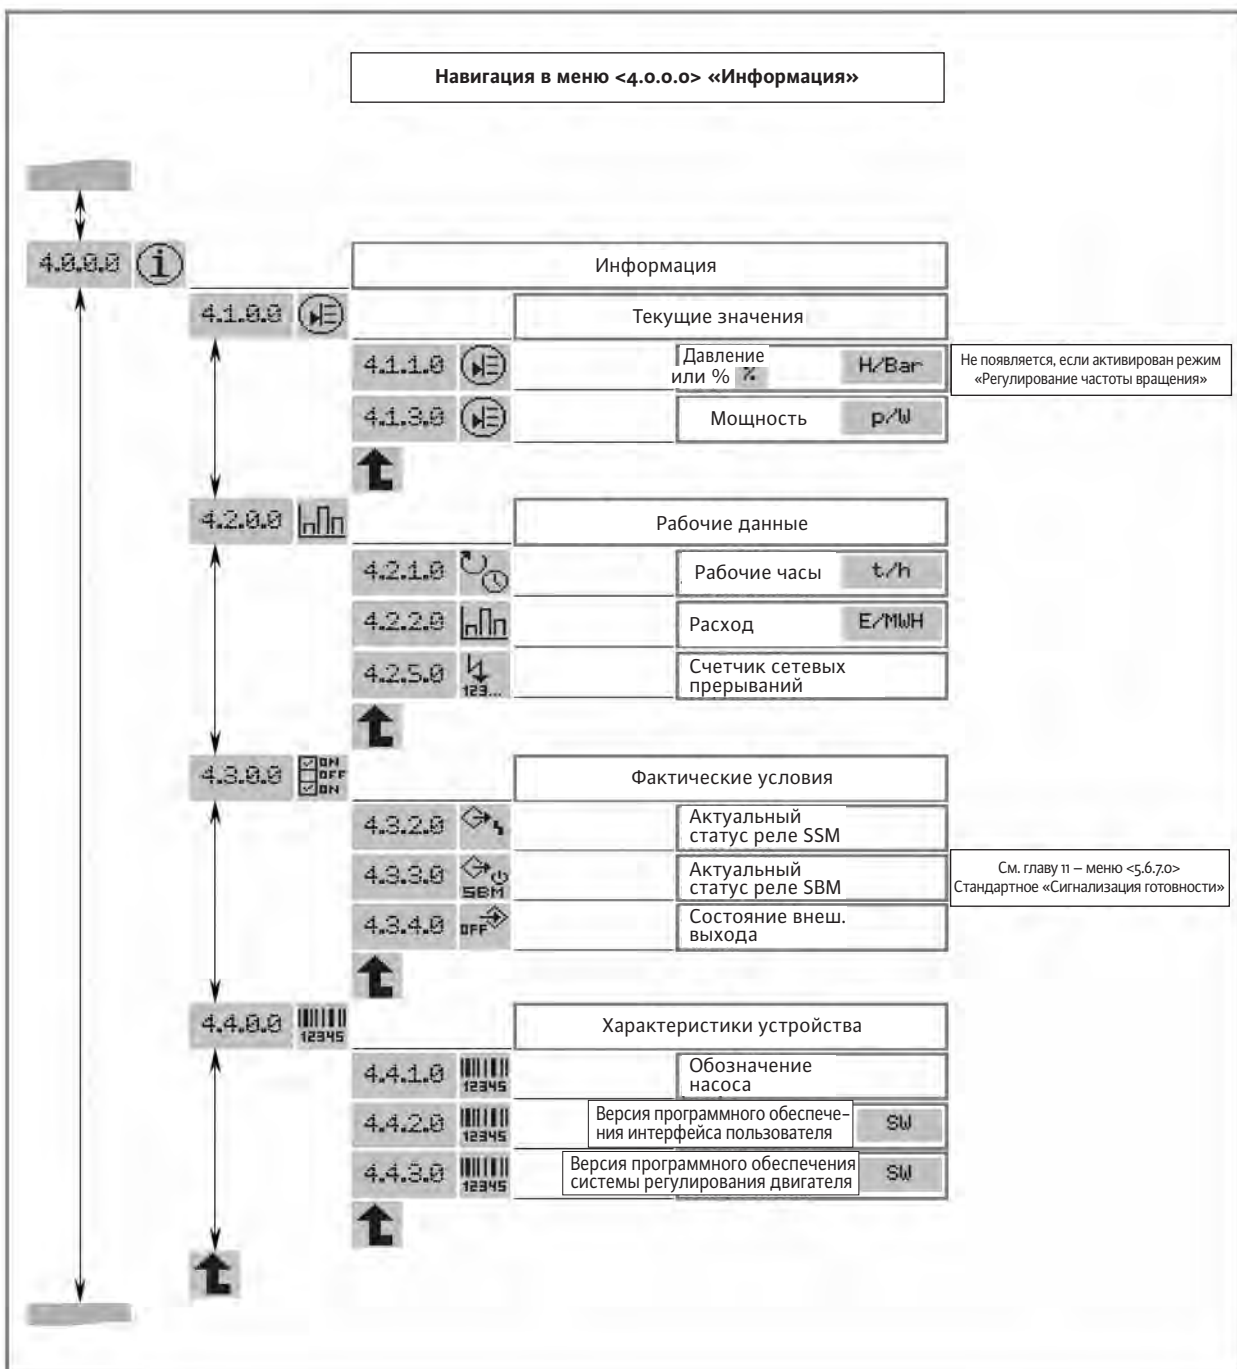 Навигация в меню <4.0.0.0> «Информация»
4.0.0.0 i Информация
4.1.0.0 Текущие значения
4.1.1.0 Давление
или % % H/Bar
Не появляется, если активирован режим
«Регулирование частоты вращения»
4.1.3.0 Мощность p/W
4.2.0.0 Рабочие данные
4.2.1.0 Рабочие часы t/h
4.2.2.0 Расход E/MWH
4.2.5.0 123... Счетчик сетевых
прерываний
4.3.0.0 Фактические условия
ON
OFF
ON
4.3.2.0 Актуальный
статус реле SSM
4.3.3.0 SBM Актуальный
статус реле SBM
См. главу 11 – меню <5.6.7.0>
Стандартное «Сигнализация готовности»
4.3.4.0 OFF Состояние внеш.
выхода
4.4.0.0 12345 Характеристики устройства
4.4.1.0 12345 Обозначение
насоса
4.4.2.0 12345 Версия программного обеспече-
ния интерфейса пользователя SW
4.4.3.0 12345 Версия программного обеспечения
системы регулирования двигателя SW